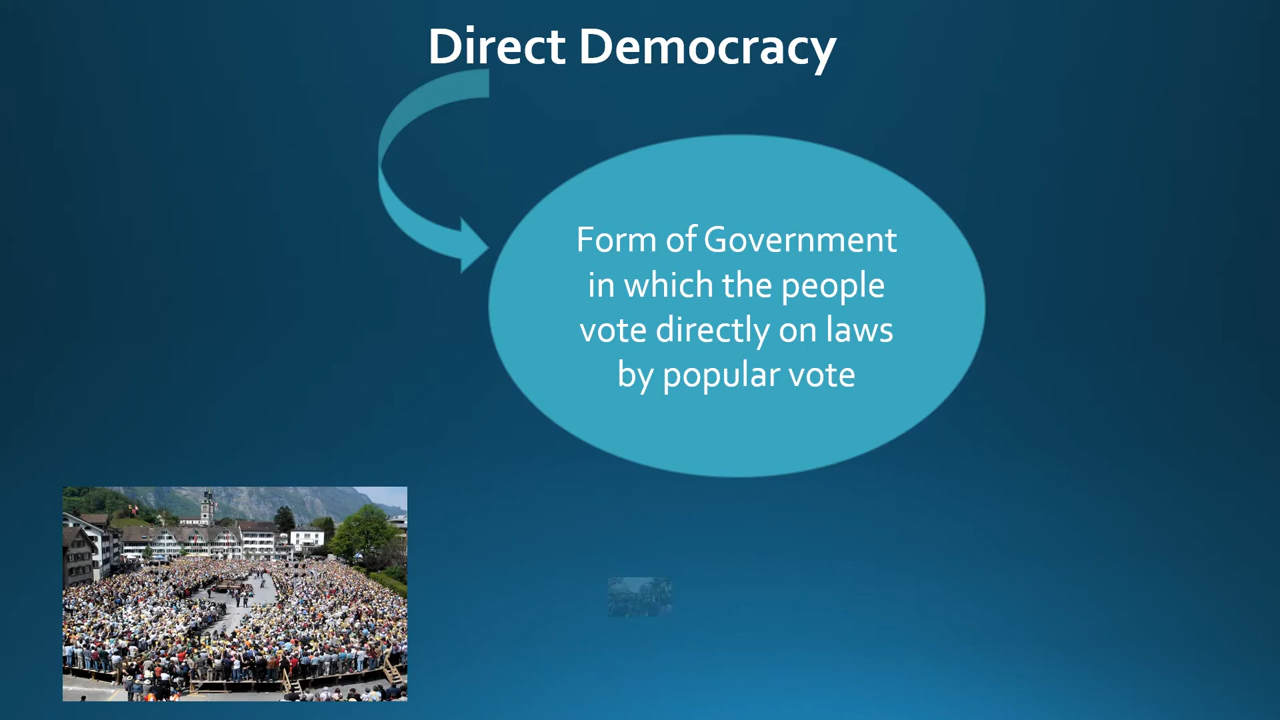 Direct Democracy
Form of Government
in which the people
vote directly on laws
by popular vote